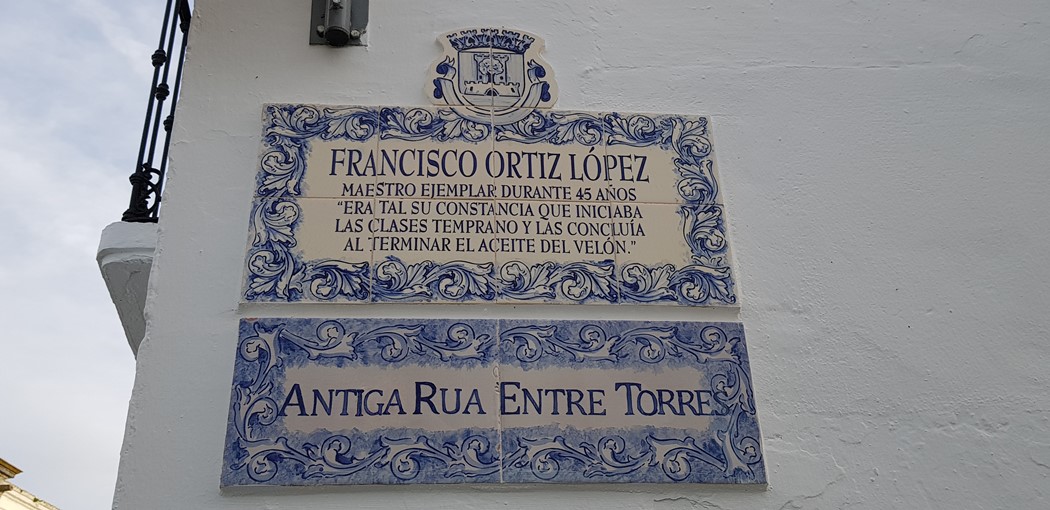 FRANCISCO ORTIZ LÓPEZ
MAESTRO EJEMPLAR DURANTE 45 AÑOS
“ERA TAL SU CONSTANCIA QUE INICIABA
LAS CLASES TEMPRANO Y LAS CONCLUÍA
AL TERMINAR EL ACEITE DEL VELÓN.”
ANTIGA RUA ENTRE TORRES